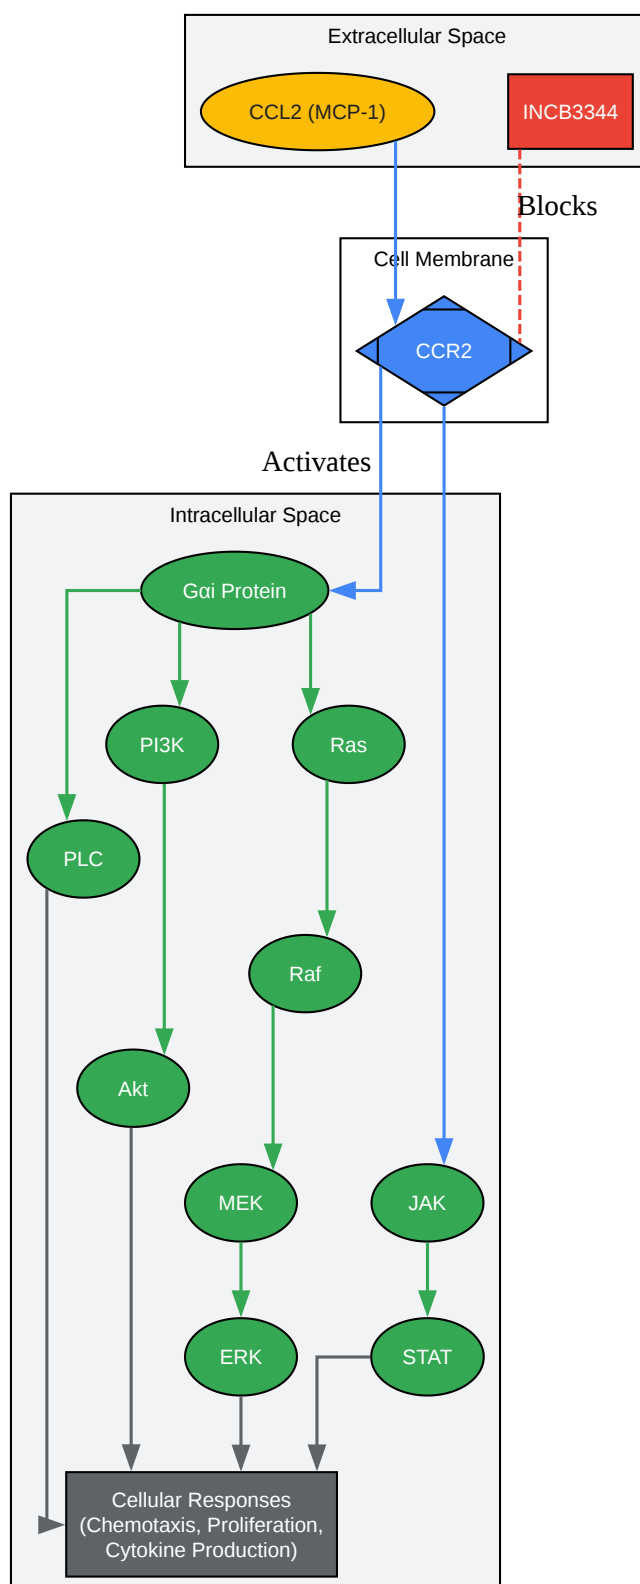 Extracellular Space
CCL2 (MCP-1)
INCB3344
Blocks
Cell Membrane
CCR2
Activates
Intracellular Space
Gαi Protein
PI3K
Ras
PLC
Raf
Akt
MEK
JAK
ERK
STAT
Cellular Responses
(Chemotaxis, Proliferation,
Cytokine Production)